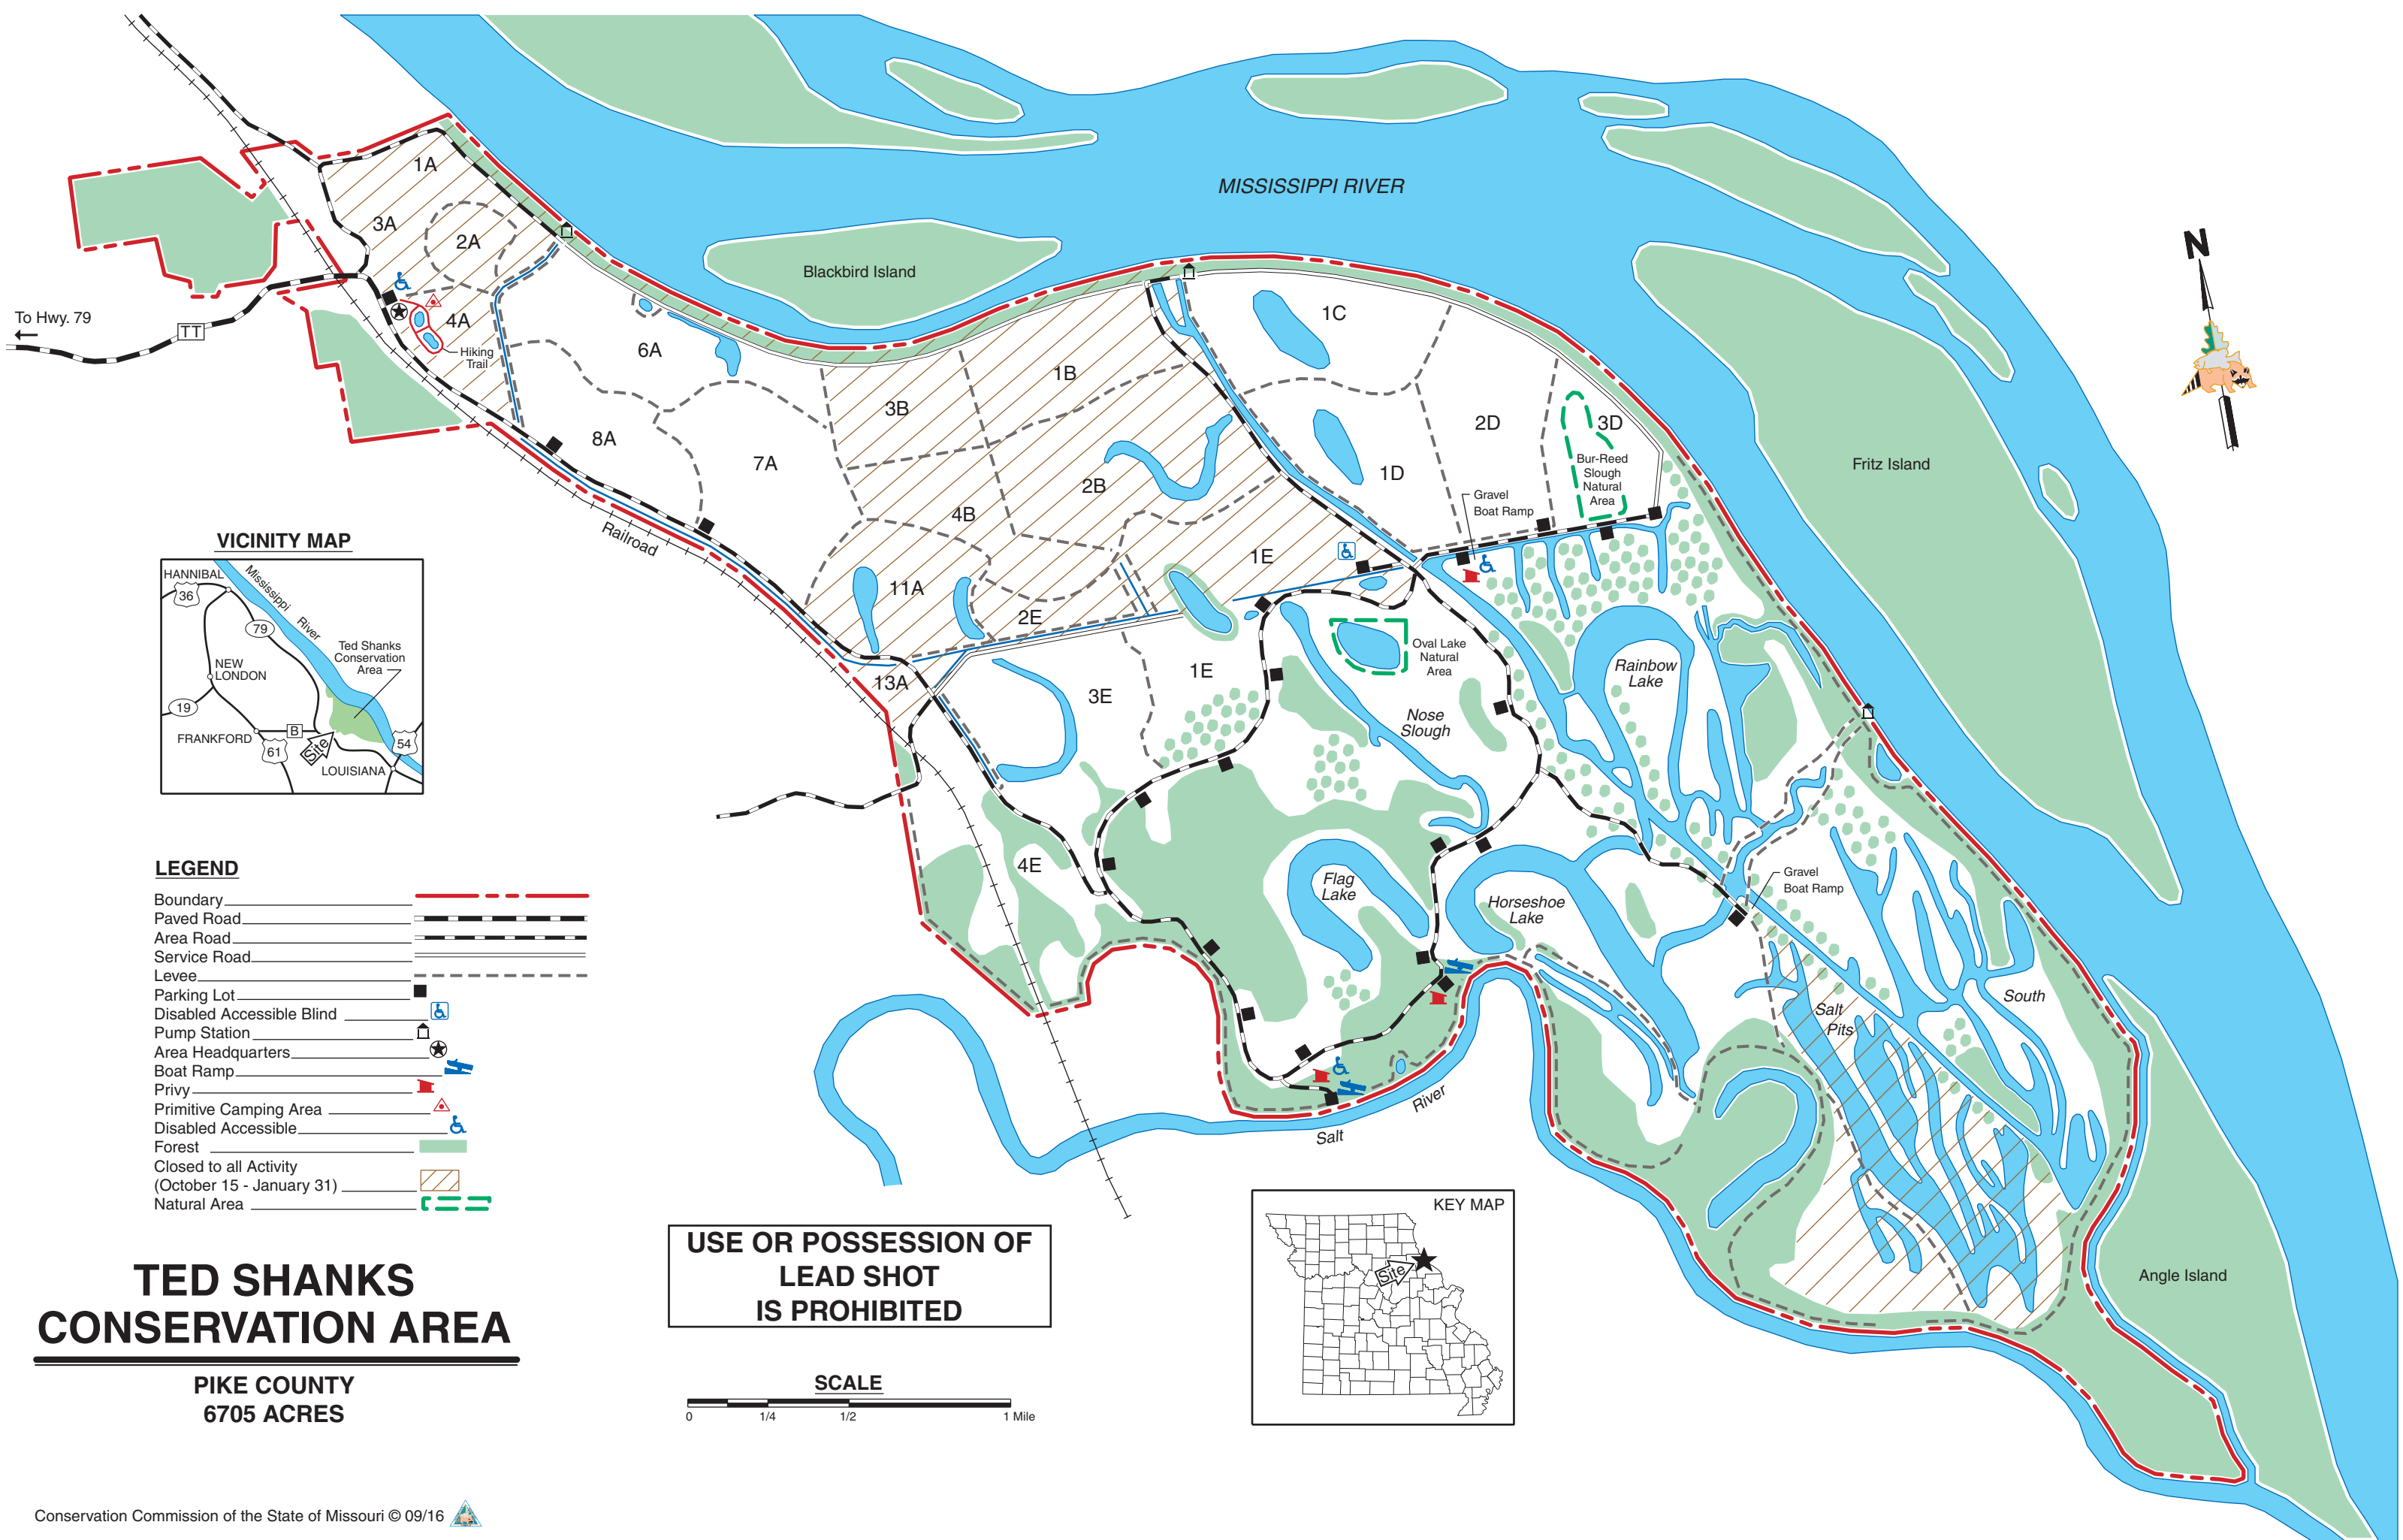 MISSISSIPPI RIVER
N
1A
3A
2A
4A
Hiking
Trail
To Hwy. 79
TT
Blackbird Island
6A
8A
7A
1B
3B
2B
4B
1C
1D
2D
3D
Bur-Reed
Slough
Natural
Area
Gravel
Boat Ramp
Fritz Island
Railroad
11A
2E
1E
13A
3E
1E
4E
Oval Lake
Natural
Area
Nose
Slough
Rainbow
Lake
Flag
Lake
Horseshoe
Lake
Gravel
Boat Ramp
Salt
Pits
South
Salt
River
Angle Island
VICINITY MAP
HANNIBAL
36
Mississippi
River
79
Ted Shanks
Conservation
Area
NEW
LONDON
19
FRANKFORD
B
61
Site
54
LOUISIANA
LEGEND
Boundary
Paved Road
Area Road
Service Road
Levee
Parking Lot
Disabled Accessible Blind
Pump Station
Area Headquarters
Boat Ramp
Privy
Primitive Camping Area
Disabled Accessible
Forest
Closed to all Activity
(October 15 - January 31)
Natural Area
TED SHANKS
CONSERVATION AREA
PIKE COUNTY
6705 ACRES
USE OR POSSESSION OF
LEAD SHOT
IS PROHIBITED
SCALE
0 1/4 1/2 1 Mile
KEY MAP
Site
Conservation Commission of the State of Missouri © 09/16